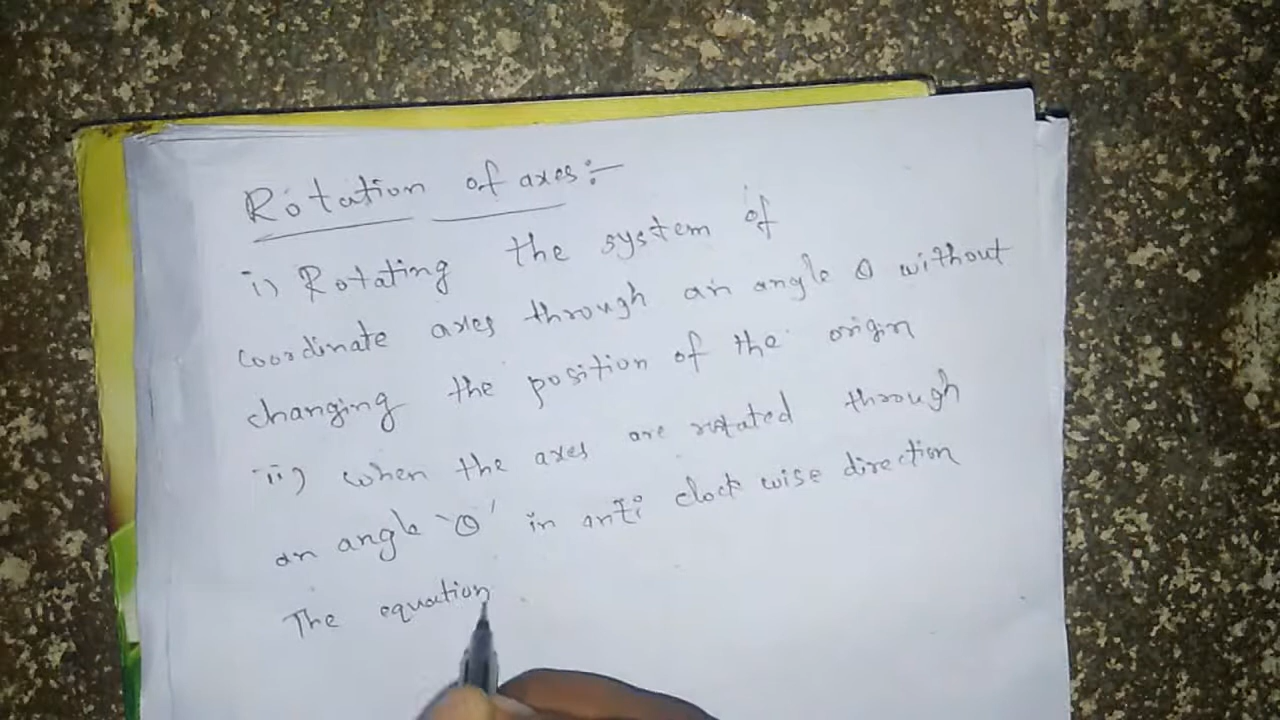 Rotation of axes:-
i) Rotating the system of
coordinate axes through an angle θ without
changing the position of the origin
ii) when the axes are rotated through
an angle 'θ' in anti clock wise direction
The equation